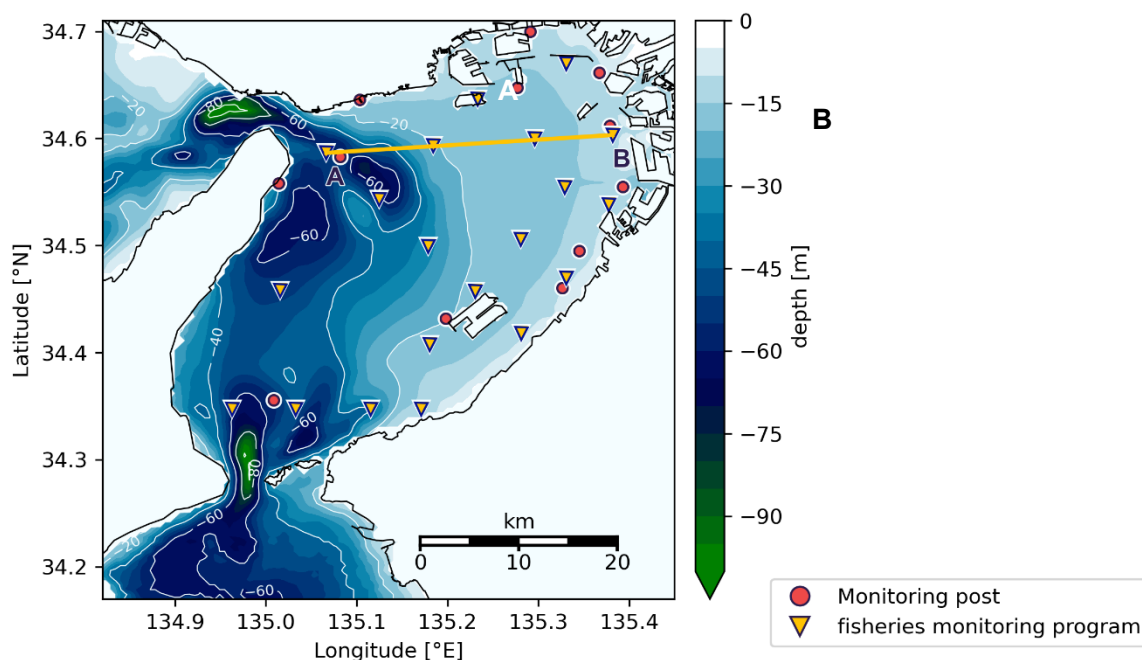 34.7
34.6
34.5
34.4
34.3
34.2
Latitude [°N]
−20
−80
−60
−20
A
A
B
−60
−60
−40
−60
−80
−60
−20
−60
km
0 10 20
134.9 135.0 135.1 135.2 135.3 135.4
Longitude [°E]
0
−15
−30
−45
−60
−75
−90
depth [m]
B
Monitoring post
fisheries monitoring program